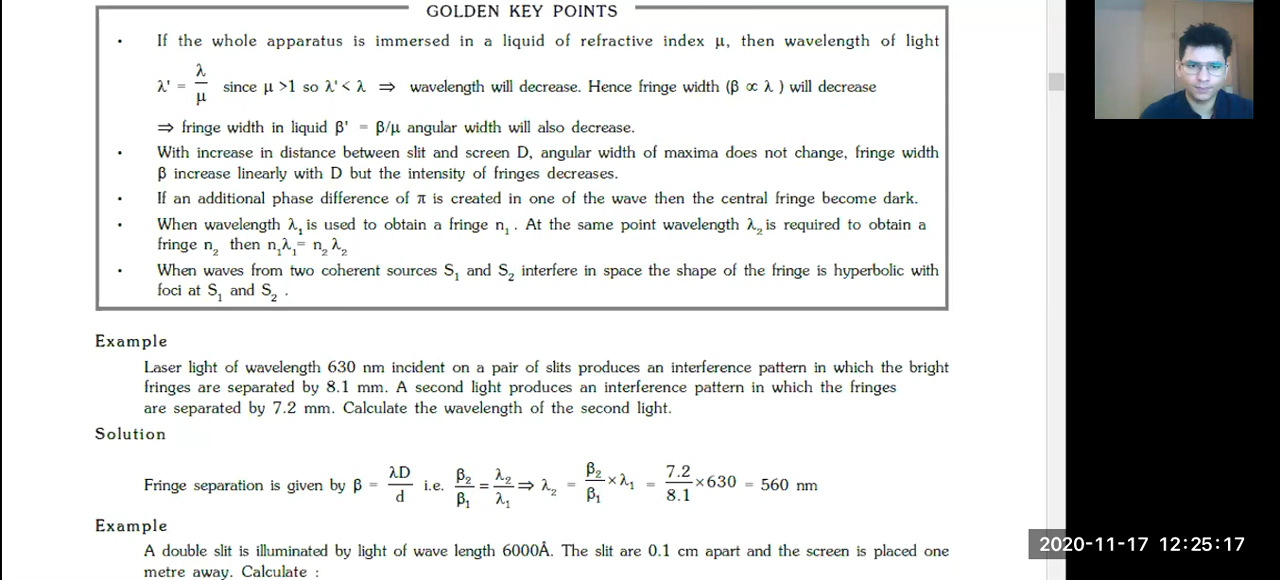 GOLDEN KEY POINTS
• If the whole apparatus is immersed in a liquid of refractive index μ, then wavelength of light
λ' = λ/μ since μ >1 so λ' < λ ⇒ wavelength will decrease. Hence fringe width (β ∝ λ ) will decrease
⇒ fringe width in liquid β' = β/μ angular width will also decrease.
• With increase in distance between slit and screen D, angular width of maxima does not change, fringe width
β increase linearly with D but the intensity of fringes decreases.
• If an additional phase difference of π is created in one of the wave then the central fringe become dark.
• When wavelength λ₁ is used to obtain a fringe n₁ . At the same point wavelength λ₂ is required to obtain a
fringe n₂ then n₁λ₁= n₂ λ₂
• When waves from two coherent sources S₁ and S₂ interfere in space the shape of the fringe is hyperbolic with
foci at S₁ and S₂ .
Example
Laser light of wavelength 630 nm incident on a pair of slits produces an interference pattern in which the bright
fringes are separated by 8.1 mm. A second light produces an interference pattern in which the fringes
are separated by 7.2 mm. Calculate the wavelength of the second light.
Solution
Fringe separation is given by β = λD/d i.e. β₂/β₁ = λ₂/λ₁ ⇒ λ₂ = β₂/β₁ × λ₁ = 7.2/8.1 × 630 = 560 nm
Example
A double slit is illuminated by light of wave length 6000Å. The slit are 0.1 cm apart and the screen is placed one
metre away. Calculate :
2020-11-17 12:25:17